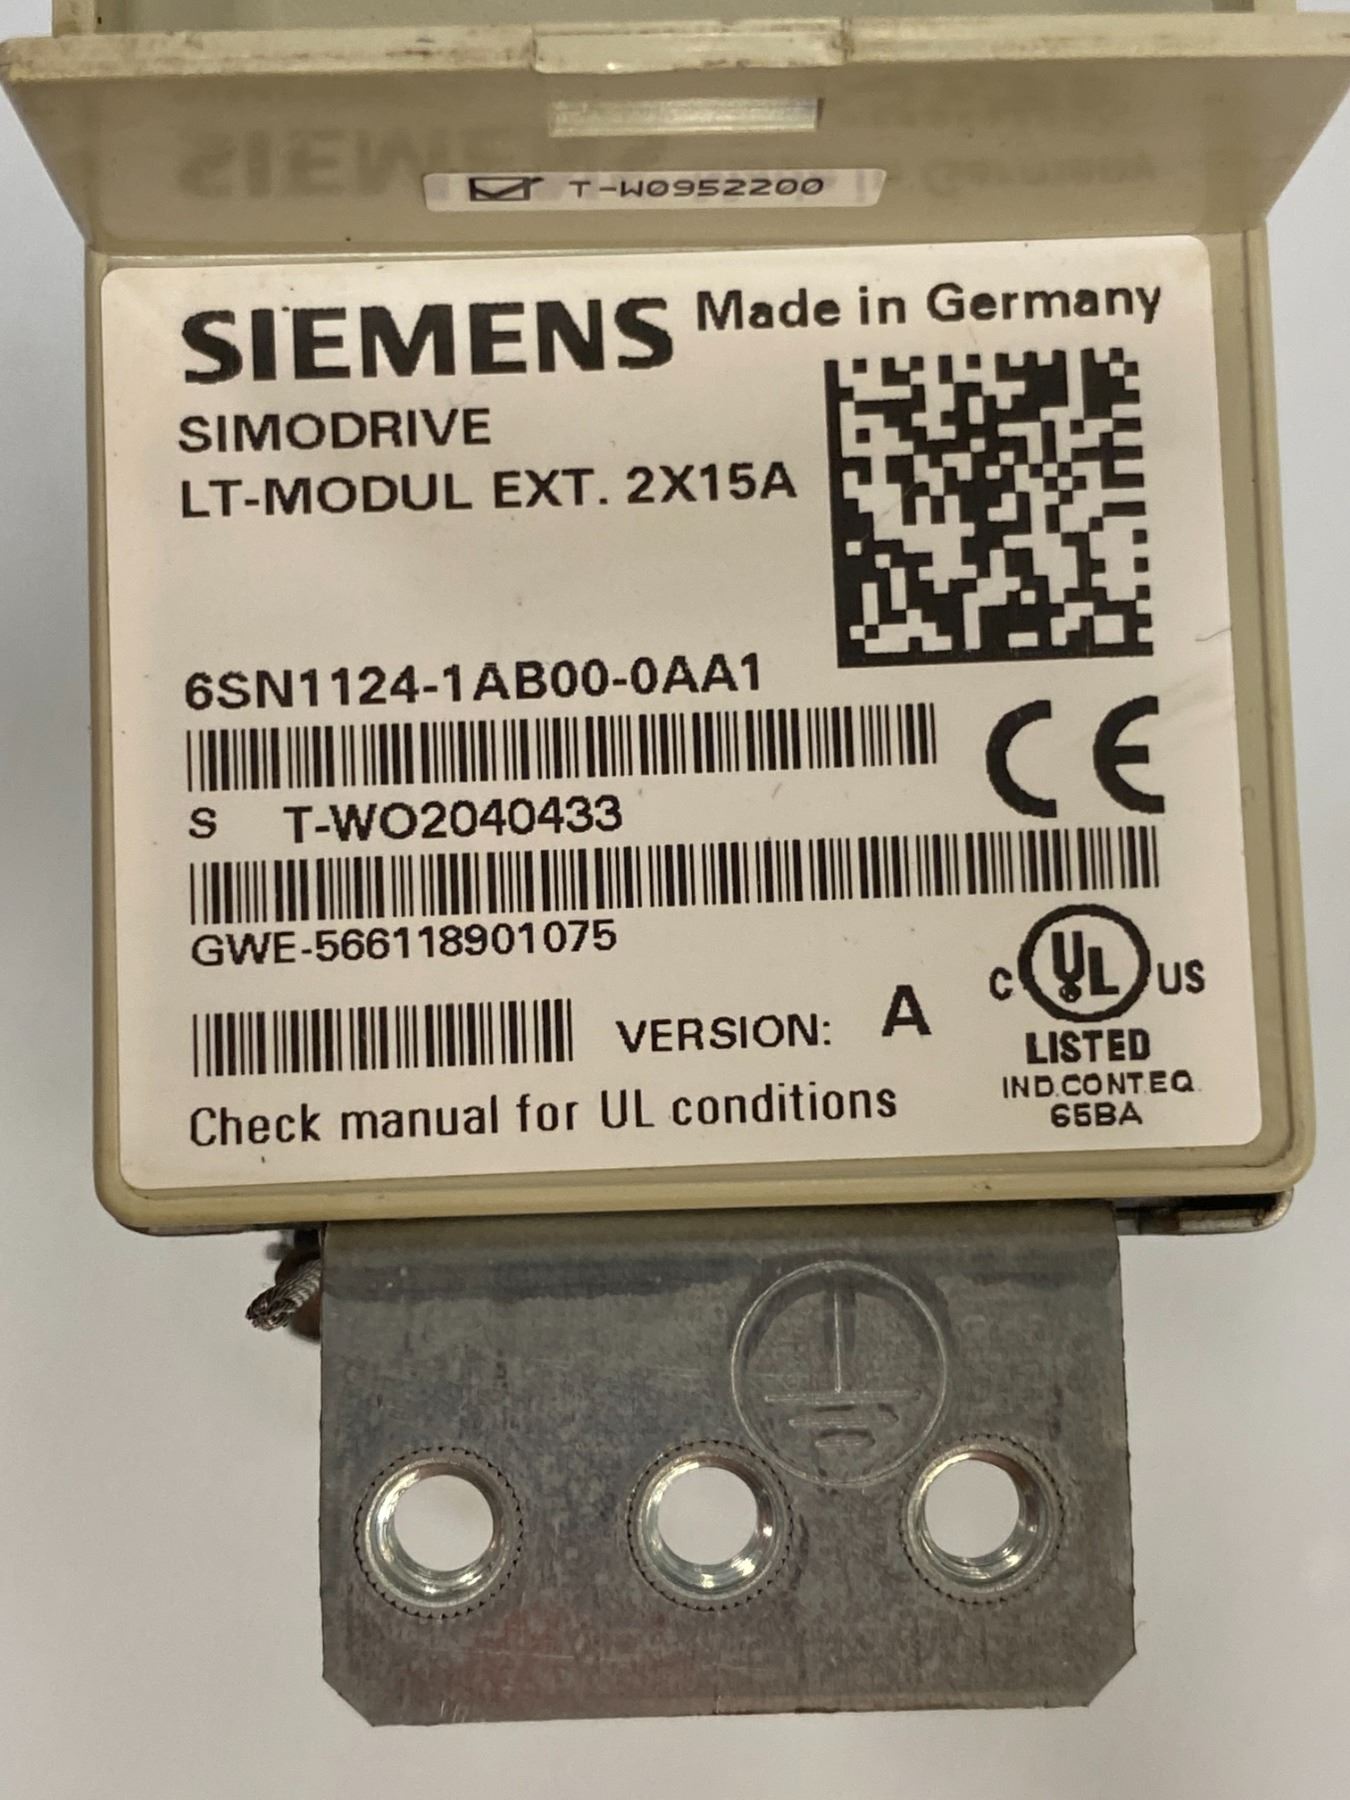 T-W0952200
SIEMENS Made in Germany
SIMODRIVE
LT-MODUL EXT. 2X15A
6SN1124-1AB00-0AA1
CE
S T-WO2040433
GWE-566118901075
C UL US
VERSION: A
LISTED
IND.CONT.EQ.
65BA
Check manual for UL conditions